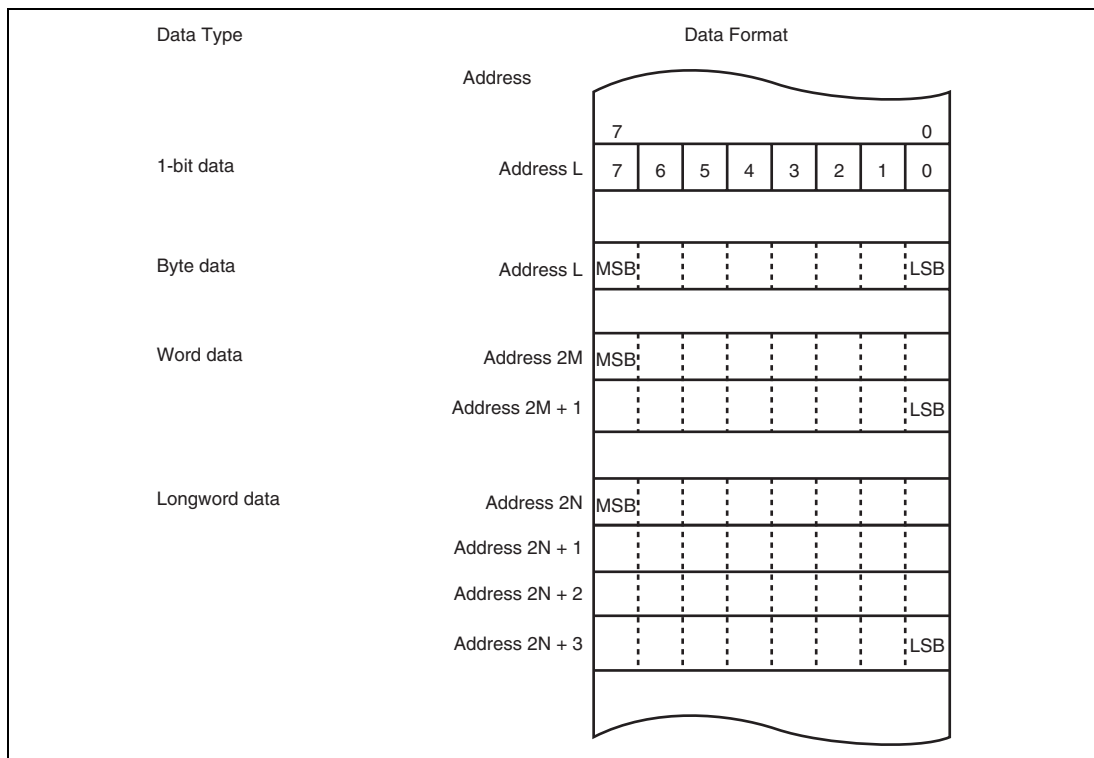 Data Type Data Format
Address
7 0
1-bit data Address L 7 6 5 4 3 2 1 0
Byte data Address L MSB LSB
Word data Address 2M MSB
Address 2M + 1 LSB
Longword data Address 2N MSB
Address 2N + 1
Address 2N + 2
Address 2N + 3 LSB